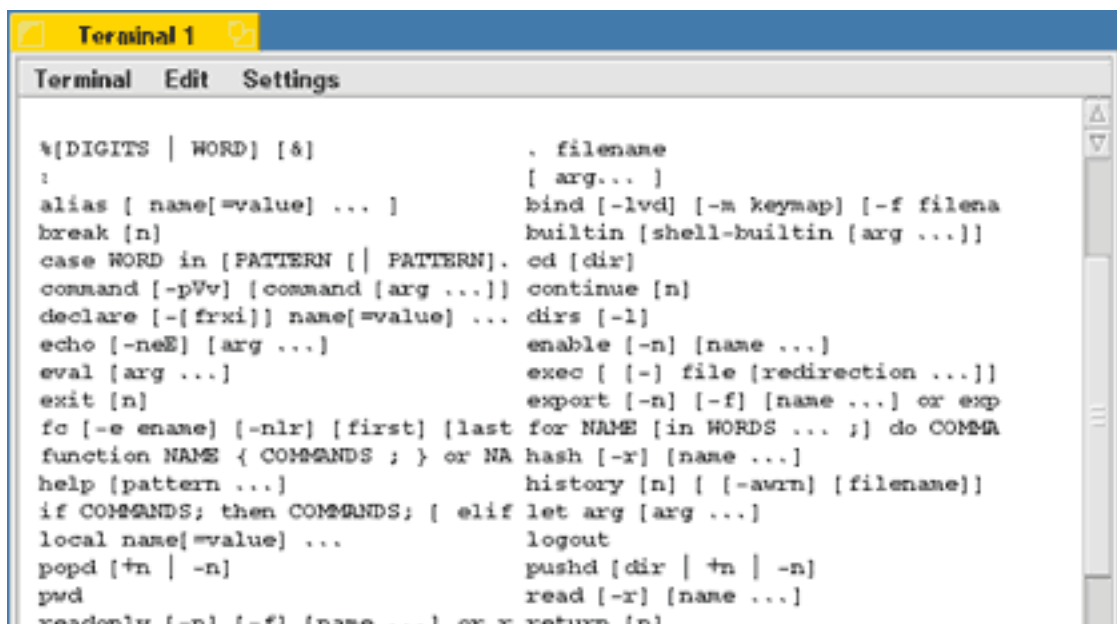 Terminal 1
Terminal Edit Settings
%[DIGITS | WORD] [&] . filename
: [ arg... ]
alias [ name[=value] ... ] bind [-lvd] [-m keymap] [-f filena
break [n] builtin [shell-builtin [arg ...]]
case WORD in [PATTERN [| PATTERN]. cd [dir]
command [-pVv] [command [arg ...]] continue [n]
declare [-[frxi]] name[=value] ... dirs [-l]
echo [-neE] [arg ...] enable [-n] [name ...]
eval [arg ...] exec [ [-] file [redirection ...]]
exit [n] export [-n] [-f] [name ...] or exp
fc [-e ename] [-nlr] [first] [last for NAME [in WORDS ... ;] do COMMA
function NAME { COMMANDS ; } or NA hash [-r] [name ...]
help [pattern ...] history [n] [ [-awrn] [filename]]
if COMMANDS; then COMMANDS; [ elif let arg [arg ...]
local name[=value] ... logout
popd [+n | -n] pushd [dir | +n | -n]
pwd read [-r] [name ...]
readonly [-n] [-f] [name ...] or r return [n]